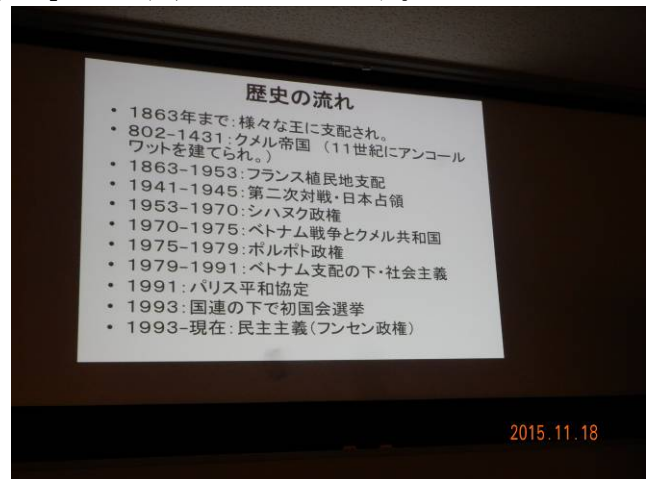 歴史の流れ
• 1863年まで:様々な王に支配され。
• 802-1431:クメル帝国 (11世紀にアンコール
ワットを建てられ。)
• 1863-1953:フランス植民地支配
• 1941-1945:第二次対戦・日本占領
• 1953-1970:シハヌク政権
• 1970-1975:ベトナム戦争とクメル共和国
• 1975-1979:ポルポト政権
• 1979-1991:ベトナム支配の下・社会主義
• 1991:パリス平和協定
• 1993:国連の下で初国会選挙
• 1993-現在:民主主義(フンセン政権)
2015.11.18